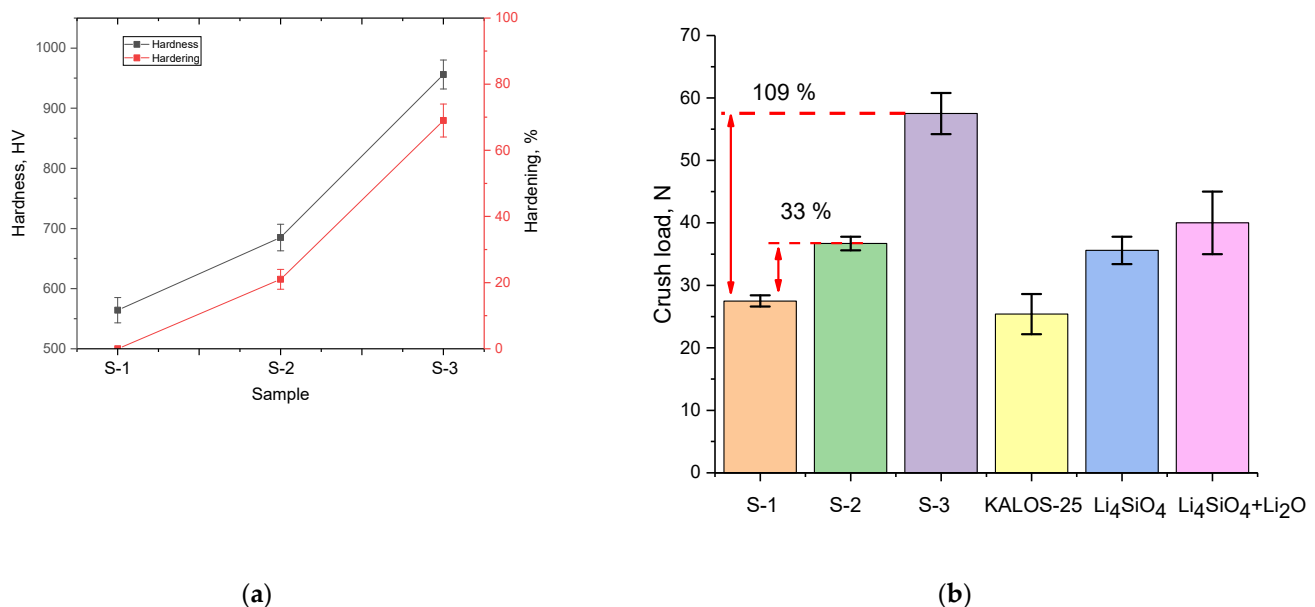 Hardness
Hardering
1000
900
800
700
600
500
Hardness, HV
100
80
60
40
20
0
Hardening, %
S-1
S-2
S-3
Sample
(a)
70
60
50
40
30
20
10
0
Crush load, N
109 %
33 %
S-1
S-2
S-3
KALOS-25
Li₄SiO₄
Li₄SiO₄+Li₂O
(b)